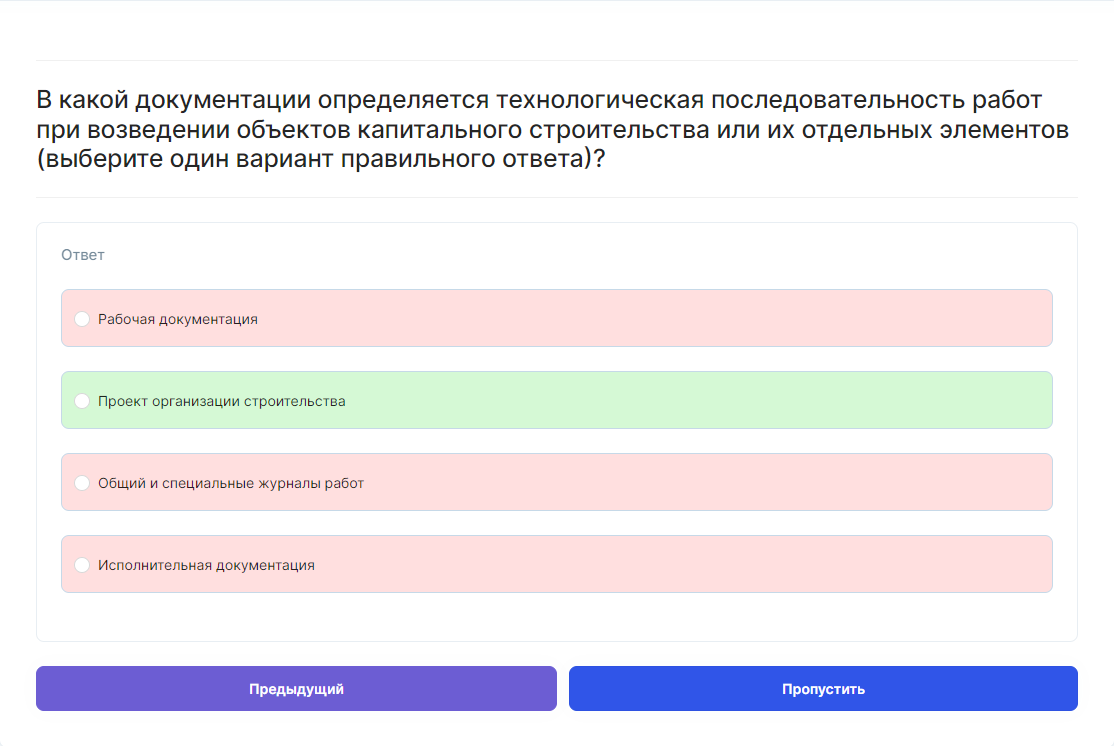 В какой документации определяется технологическая последовательность работ
при возведении объектов капитального строительства или их отдельных элементов
(выберите один вариант правильного ответа)?
Ответ
Рабочая документация
Проект организации строительства
Общий и специальные журналы работ
Исполнительная документация
Предыдущий
Пропустить